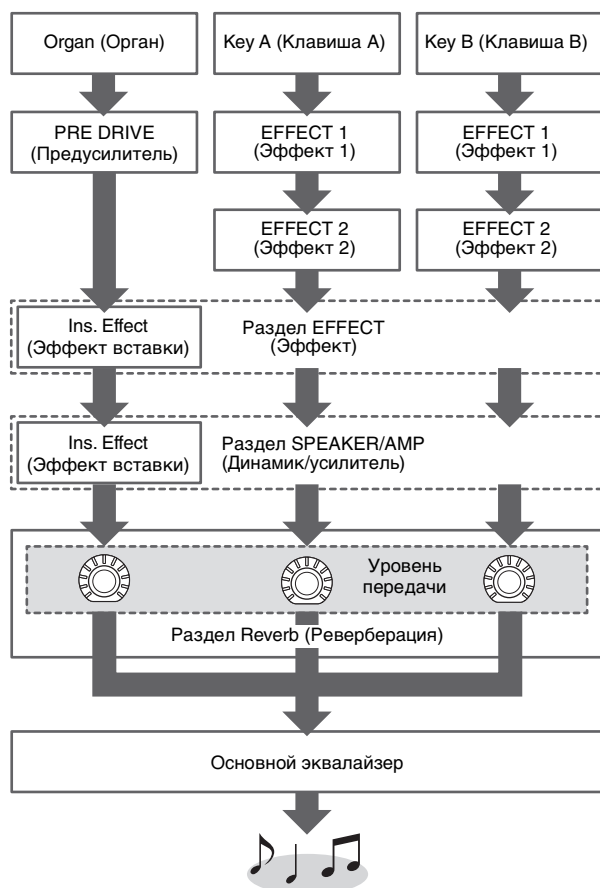 Organ (Орган)
Key A (Клавиша A)
Key B (Клавиша B)
PRE DRIVE
(Предусилитель)
EFFECT 1
(Эффект 1)
EFFECT 1
(Эффект 1)
EFFECT 2
(Эффект 2)
EFFECT 2
(Эффект 2)
Ins. Effect
(Эффект вставки)
Раздел EFFECT
(Эффект)
Ins. Effect
(Эффект вставки)
Раздел SPEAKER/AMP
(Динамик/усилитель)
Уровень
передачи
Раздел Reverb (Реверберация)
Основной эквалайзер